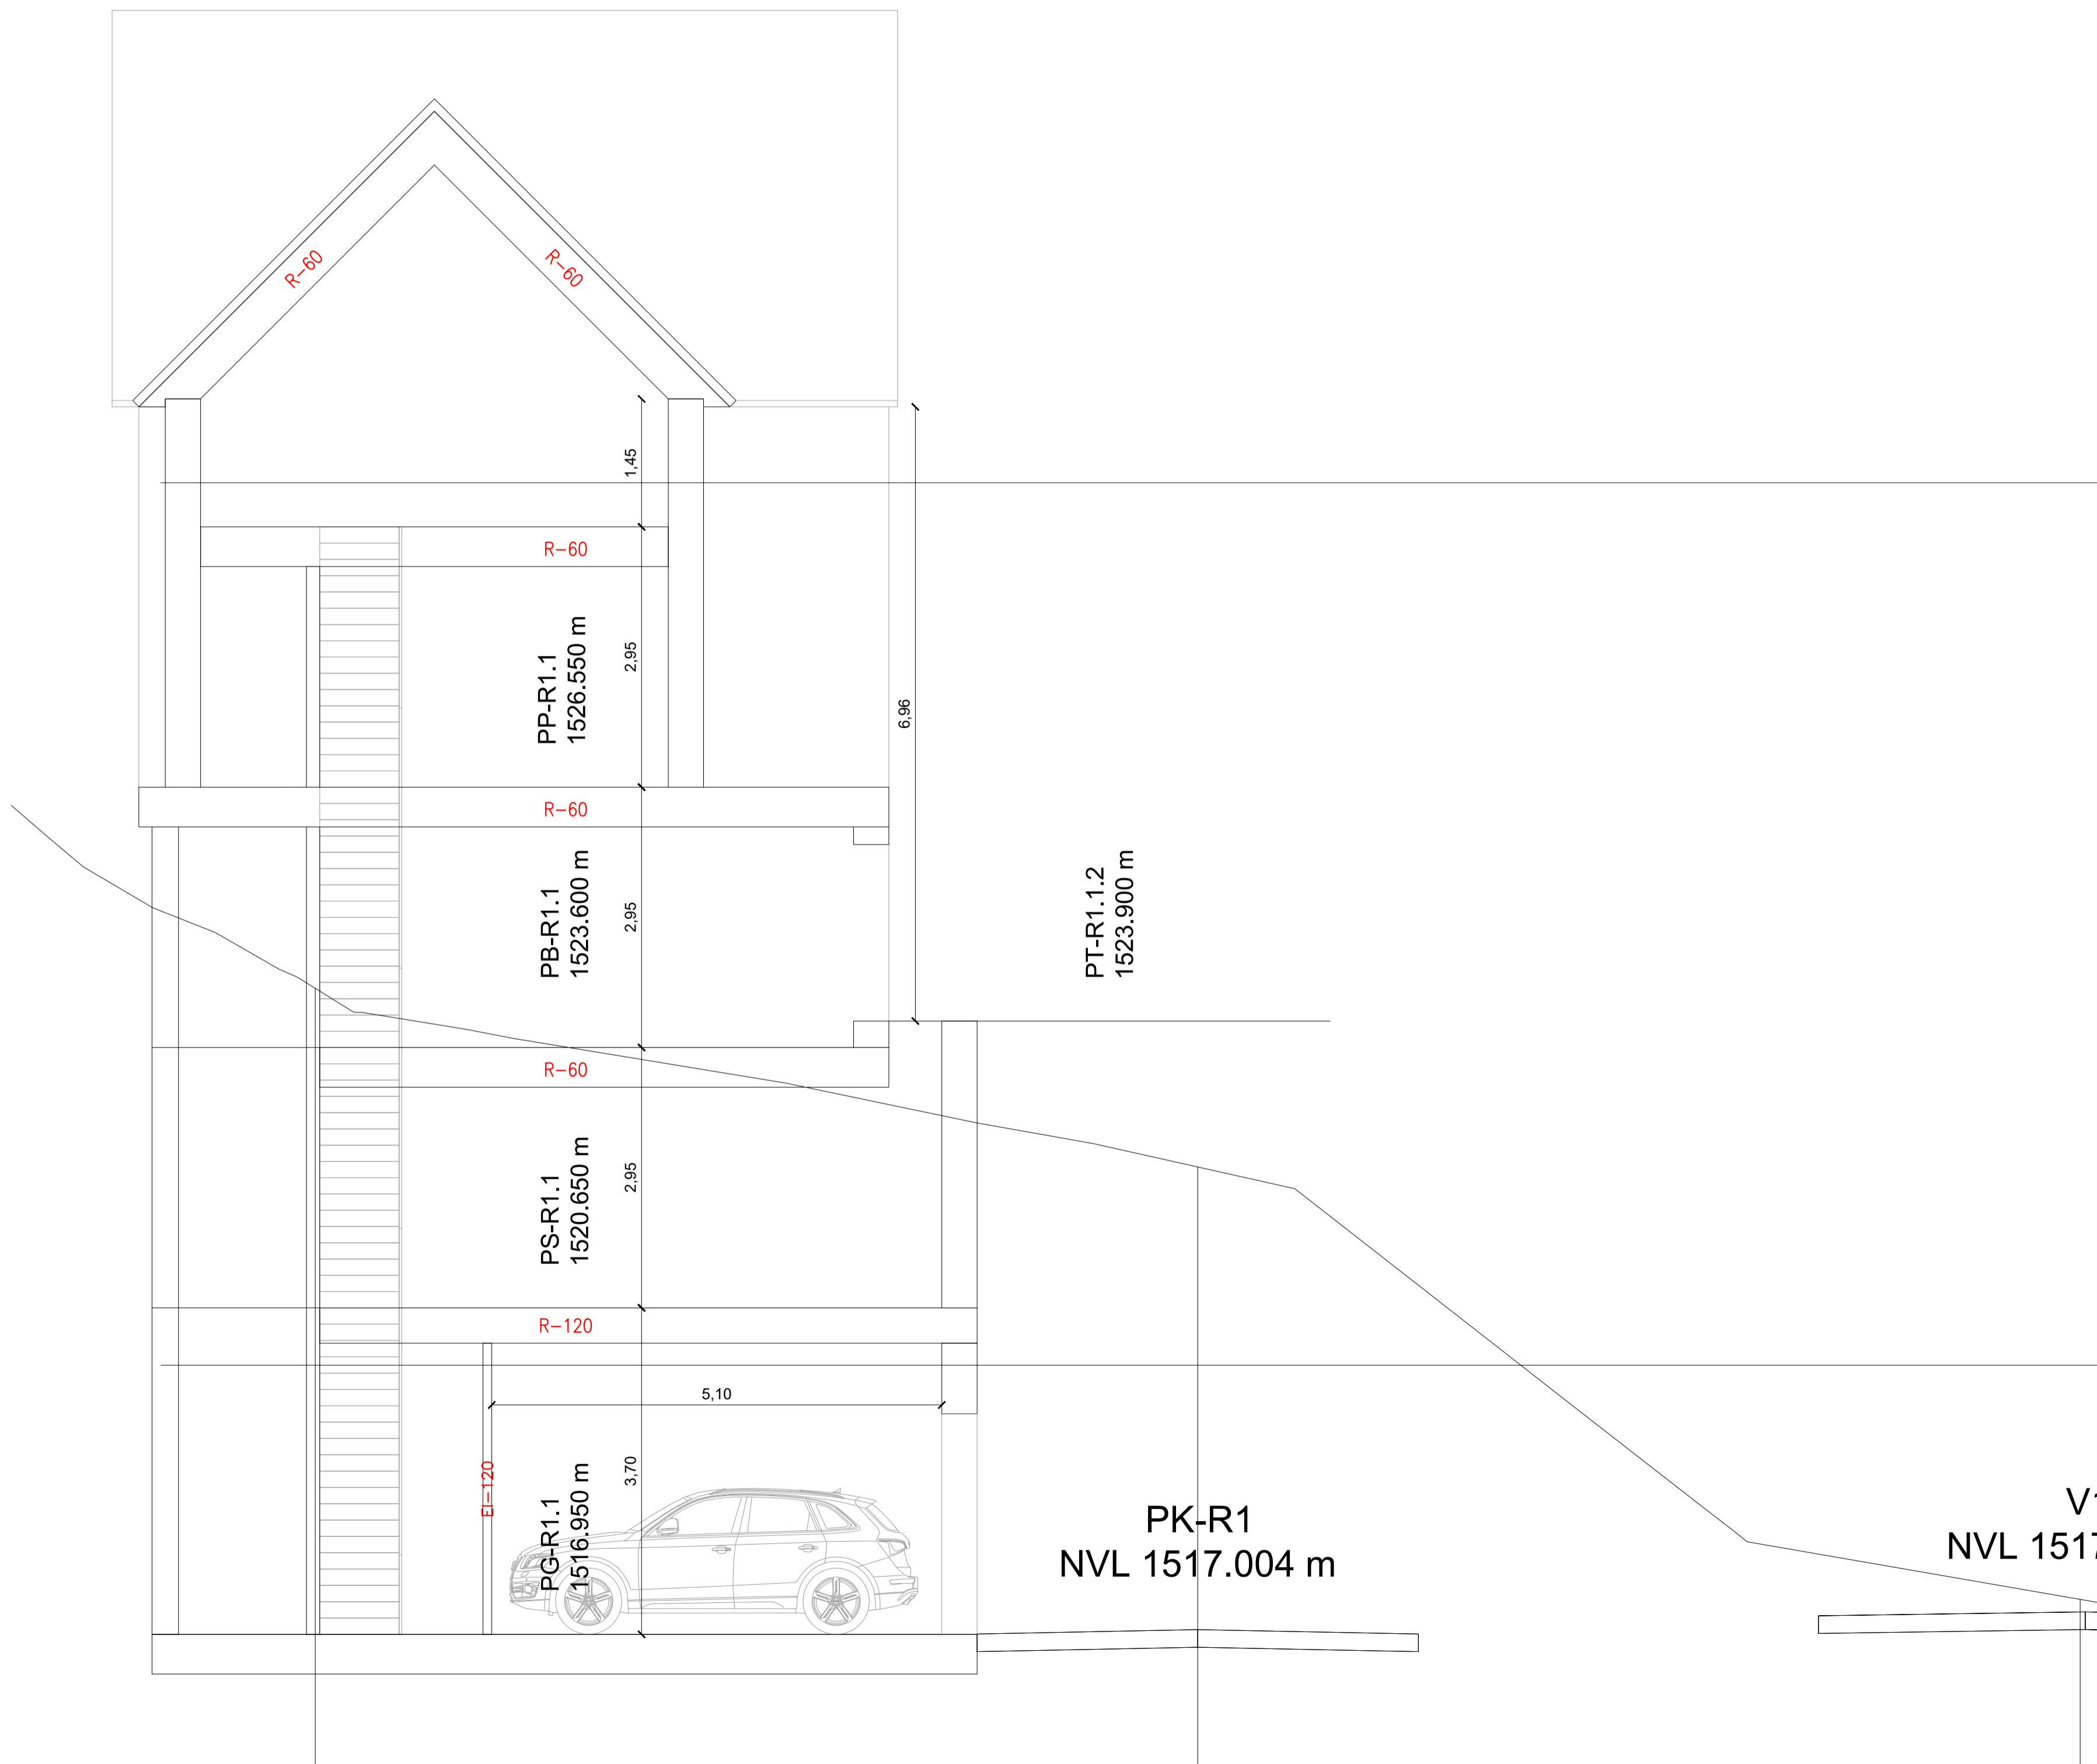 R-60
R-60
1,45
R-60
PP-R1.1
1526.550 m
2,95
6,96
R-60
PB-R1.1
1523.600 m
2,95
PT-R1.1.2
1523.900 m
R-60
PS-R1.1
1520.650 m
2,95
R-120
5,10
EI-120
PG-R1.1
1516.950 m
3,70
PK-R1
NVL 1517.004 m
V1
NVL 1517